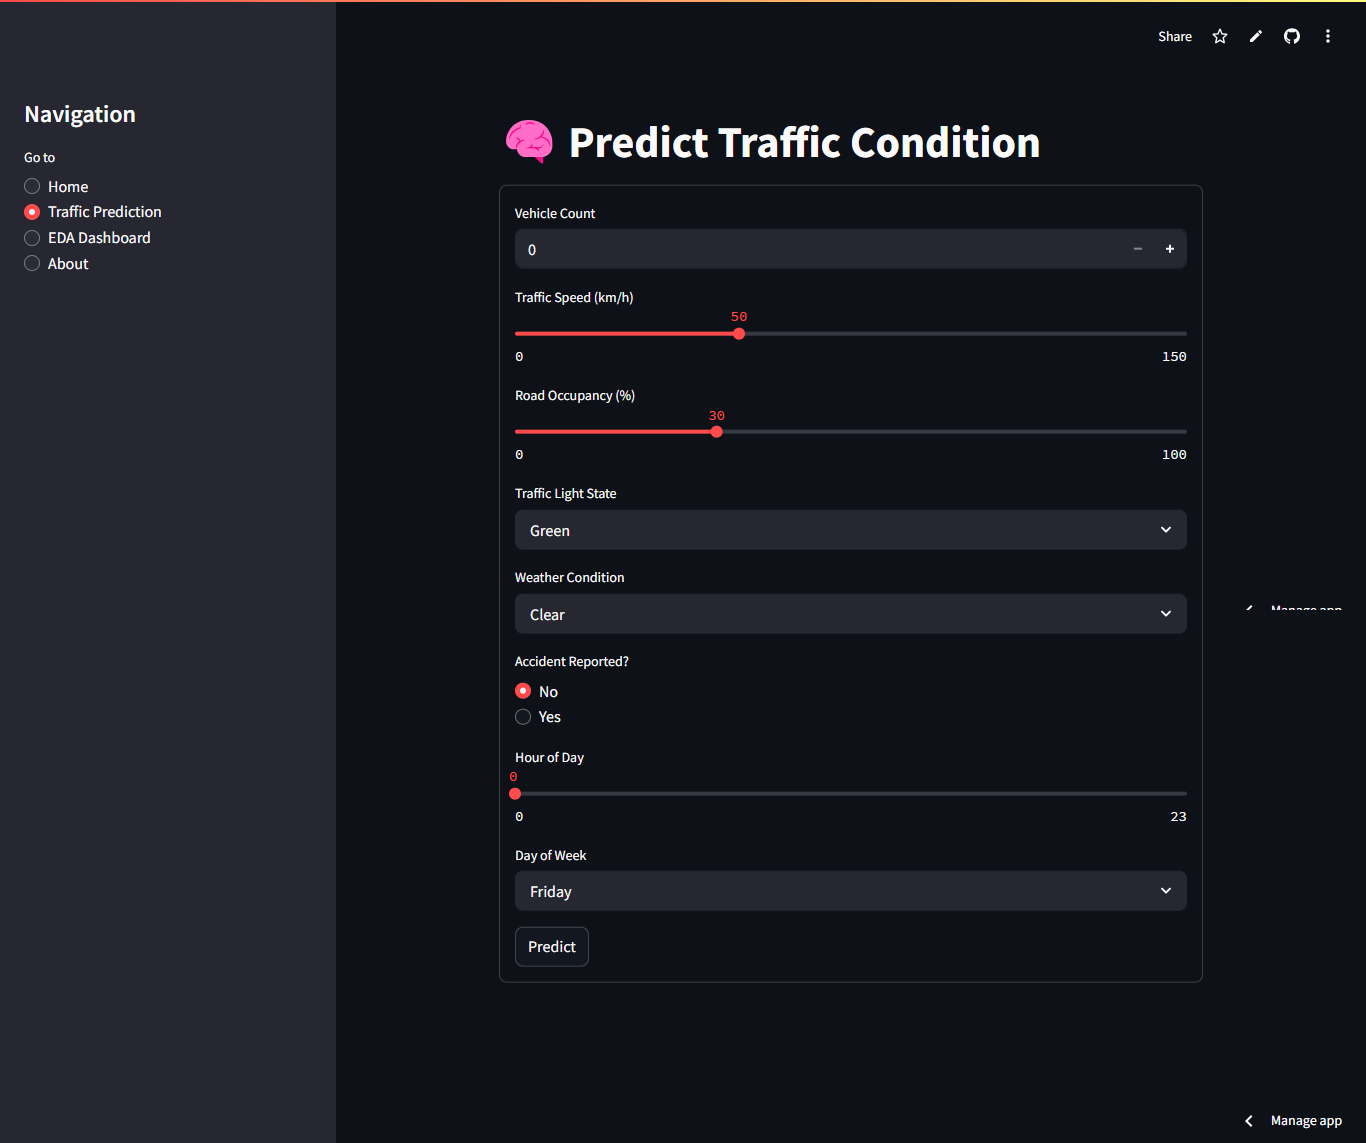 Share
Navigation
Go to
Home
Traffic Prediction
EDA Dashboard
About
Predict Traffic Condition
Vehicle Count
0
Traffic Speed (km/h)
50
0 150
Road Occupancy (%)
30
0 100
Traffic Light State
Green
Weather Condition
Clear
Manage app
Accident Reported?
No
Yes
Hour of Day
0
0 23
Day of Week
Friday
Predict
Manage app